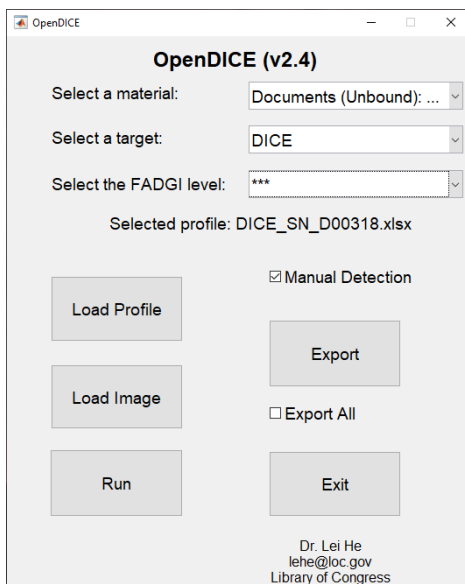 OpenDICE
OpenDICE (v2.4)
Select a material:
Documents (Unbound): ...
Select a target:
DICE
Select the FADGI level:
***
Selected profile: DICE_SN_D00318.xlsx
Load Profile
Manual Detection
Export
Load Image
Export All
Run
Exit
Dr. Lei He
lehe@loc.gov
Library of Congress